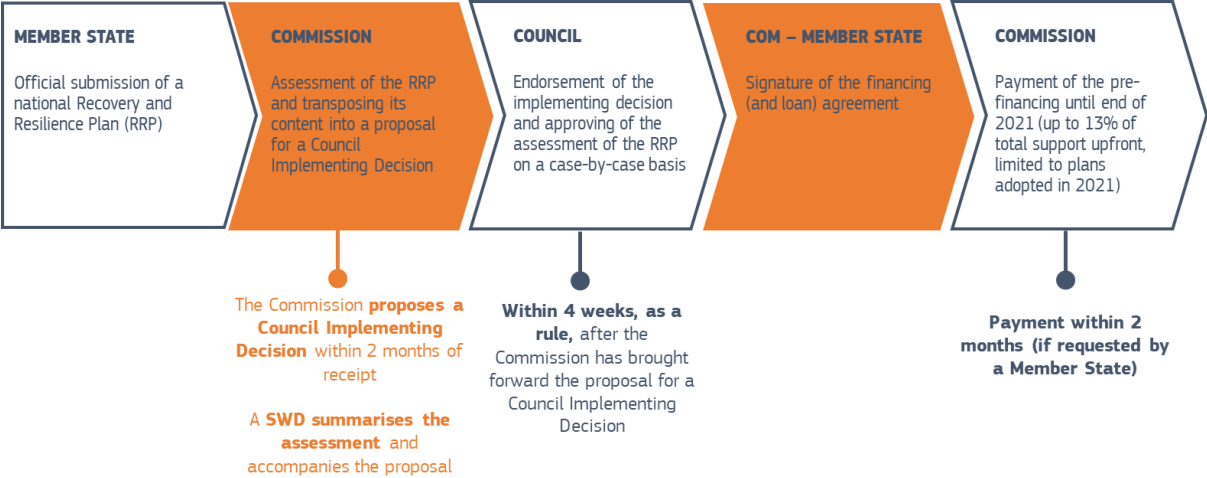 MEMBER STATE
Official submission of a
national Recovery and
Resilience Plan (RRP)
COMMISSION
Assessment of the RRP
and transposing its
content into a proposal
for a Council
Implementing Decision
COUNCIL
Endorsement of the
implementing decision
and approving of the
assessment of the RRP
on a case-by-case basis
COM – MEMBER STATE
Signature of the financing
(and loan) agreement
COMMISSION
Payment of the pre-
financing until end of
2021 (up to 13% of
total support upfront,
limited to plans
adopted in 2021)
The Commission proposes a
Council Implementing
Decision within 2 months of
receipt
A SWD summarises the
assessment and
accompanies the proposal
Within 4 weeks, as a
rule, after the
Commission has brought
forward the proposal for a
Council Implementing
Decision
Payment within 2
months (if requested by
a Member State)